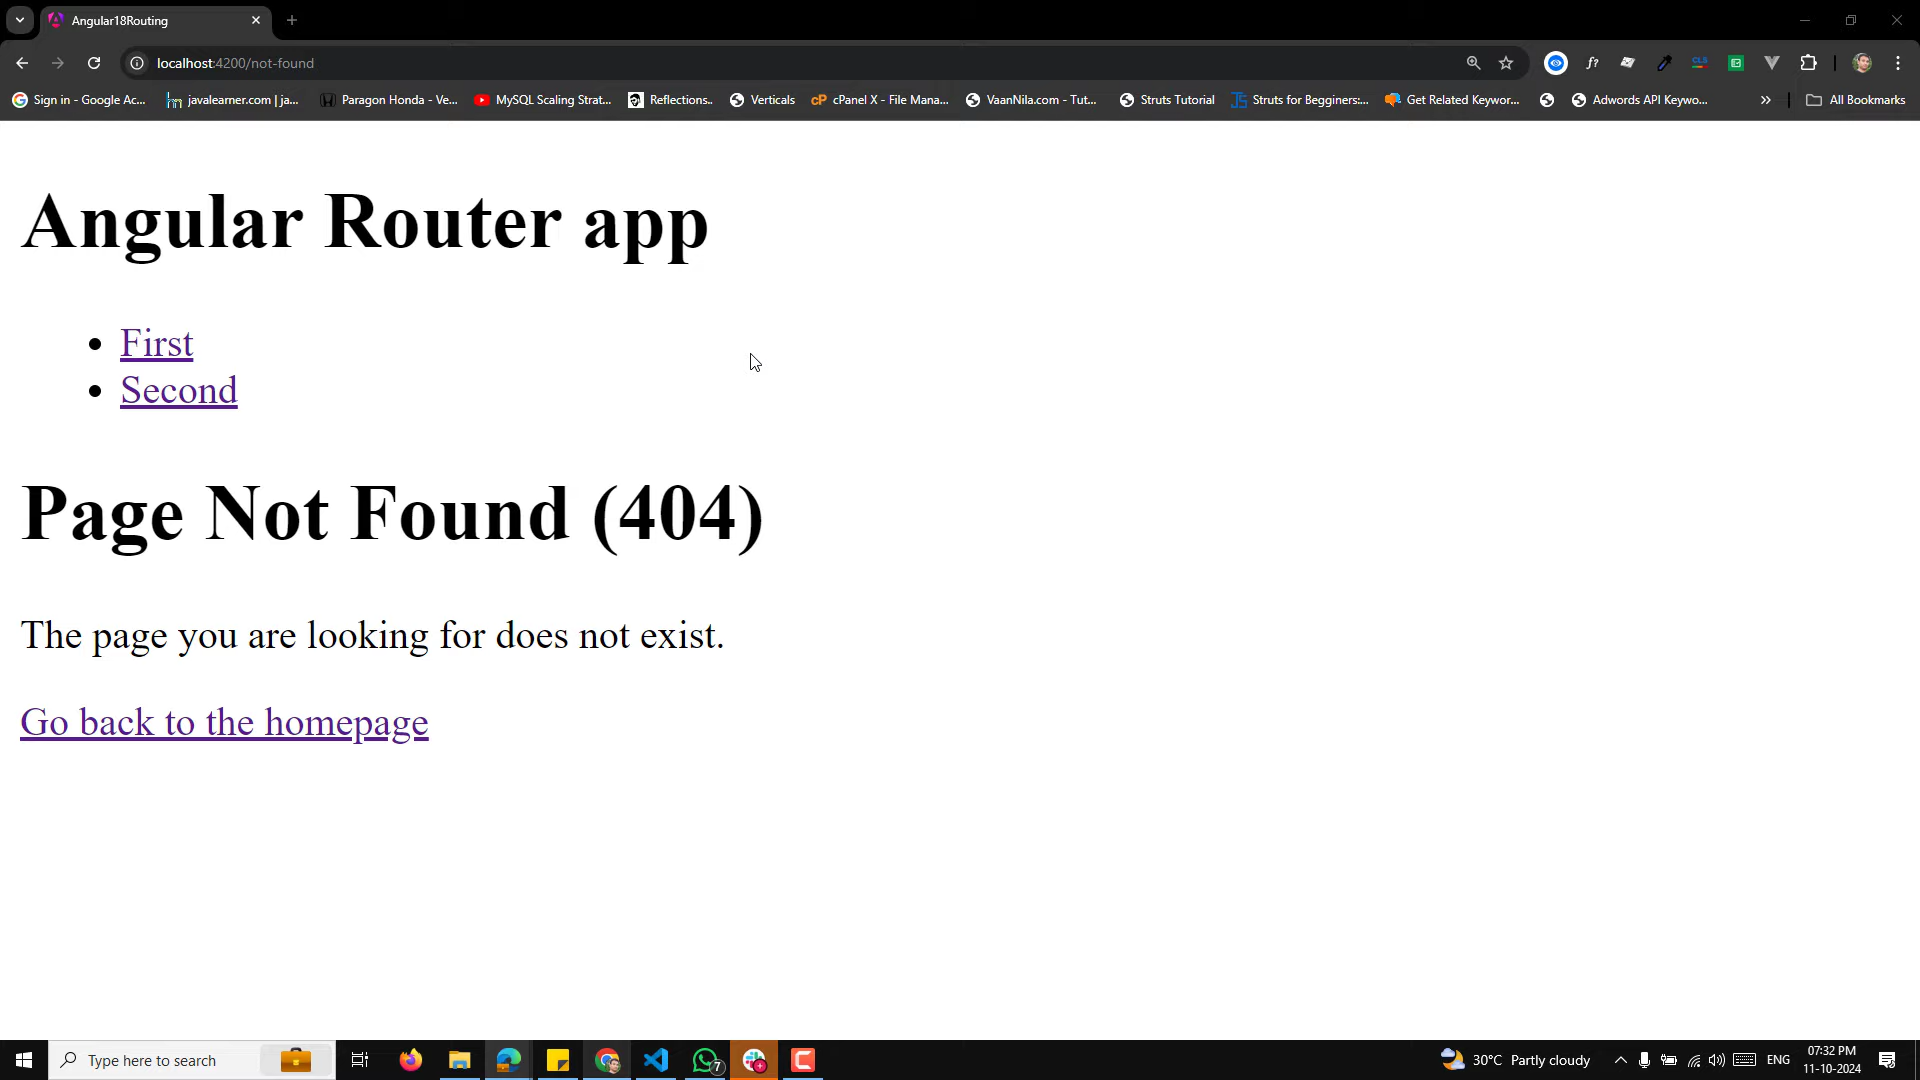 Angular18Routing
localhost:4200/not-found
f?
CLS
Sign in - Google Ac...
javalearner.com | ja...
Paragon Honda - Ve...
MySQL Scaling Strat...
Reflections..
Verticals
cP
cPanel X - File Mana...
VaanNila.com - Tut...
Struts Tutorial
JS
Struts for Begginers:...
Get Related Keywor...
Adwords API Keywo...
All Bookmarks
Angular Router app
First
Second
Page Not Found (404)
The page you are looking for does not exist.
Go back to the homepage
Type here to search
7
30°C Partly cloudy
ENG
07:32 PM
11-10-2024